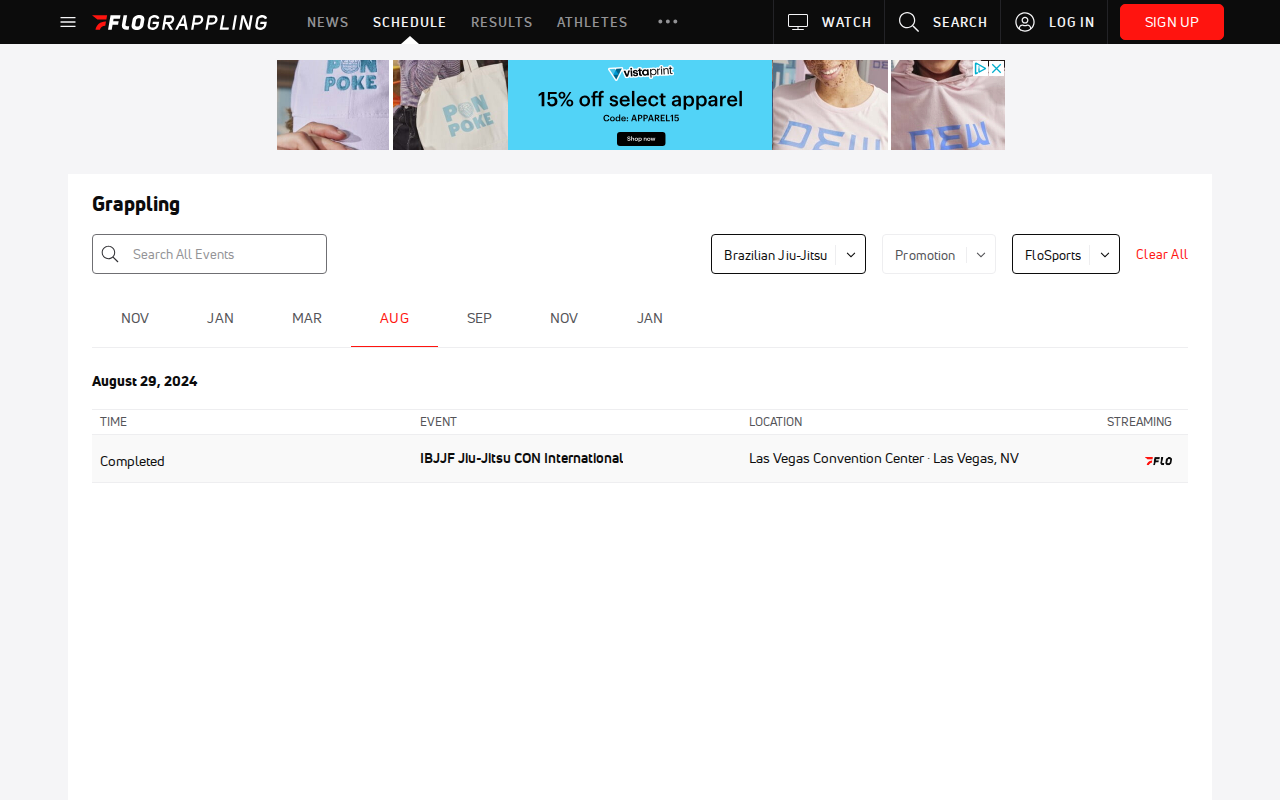 FLOGRAPPLING
NEWS
SCHEDULE
RESULTS
ATHLETES
WATCH
SEARCH
LOG IN
SIGN UP
PON
POKE
PON
POKE
vistaprint
15% off select apparel
Code: APPAREL15
Shop now
Grappling
Search All Events
Brazilian Jiu-Jitsu
Promotion
FloSports
Clear All
NOV
JAN
MAR
AUG
SEP
NOV
JAN
August 29, 2024
TIME
EVENT
LOCATION
STREAMING
Completed
IBJJF Jiu-Jitsu CON International
Las Vegas Convention Center · Las Vegas, NV
FLO